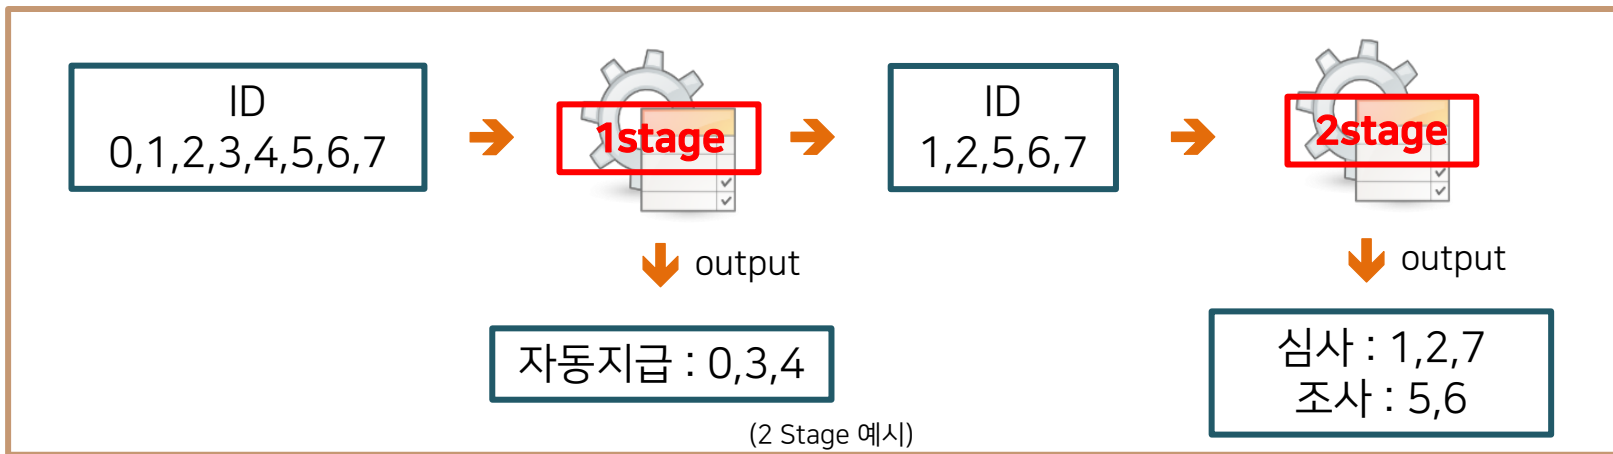 ID
0,1,2,3,4,5,6,7
1stage
ID
1,2,5,6,7
2stage
output
output
자동지급 : 0,3,4
심사 : 1,2,7
조사 : 5,6
(2 Stage 예시)